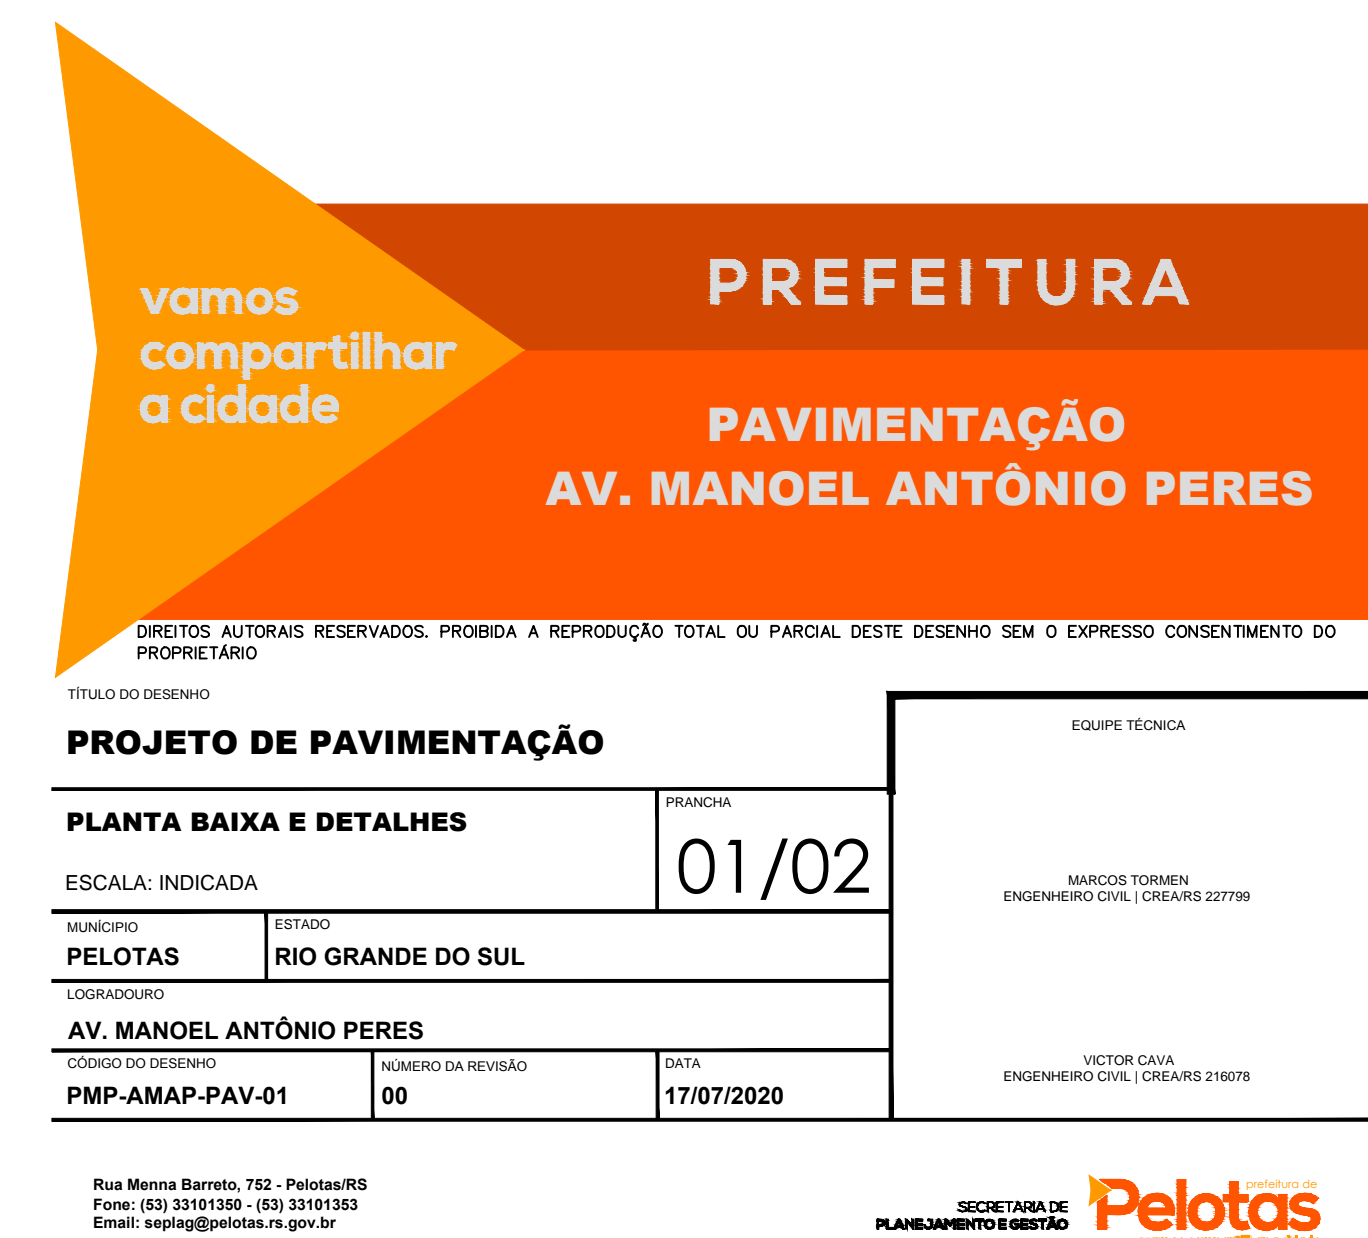 vamos
compartilhar
a cidade
PREFEITURA
PAVIMENTAÇÃO
AV. MANOEL ANTÔNIO PERES
DIREITOS AUTORAIS RESERVADOS. PROIBIDA A REPRODUÇÃO TOTAL OU PARCIAL DESTE DESENHO SEM O EXPRESSO CONSENTIMENTO DO
PROPRIETÁRIO
TÍTULO DO DESENHO
PROJETO DE PAVIMENTAÇÃO
PLANTA BAIXA E DETALHES
ESCALA: INDICADA
PRANCHA
01/02
MUNÍCIPIO
PELOTAS
ESTADO
RIO GRANDE DO SUL
LOGRADOURO
AV. MANOEL ANTÔNIO PERES
CÓDIGO DO DESENHO
PMP-AMAP-PAV-01
NÚMERO DA REVISÃO
00
DATA
17/07/2020
EQUIPE TÉCNICA
MARCOS TORMEN
ENGENHEIRO CIVIL | CREA/RS 227799
VICTOR CAVA
ENGENHEIRO CIVIL | CREA/RS 216078
Rua Menna Barreto, 752 - Pelotas/RS
Fone: (53) 33101350 - (53) 33101353
Email: seplag@pelotas.rs.gov.br
SECRETARIA DE
PLANEJAMENTO E GESTÃO
prefeitura de
Pelotas